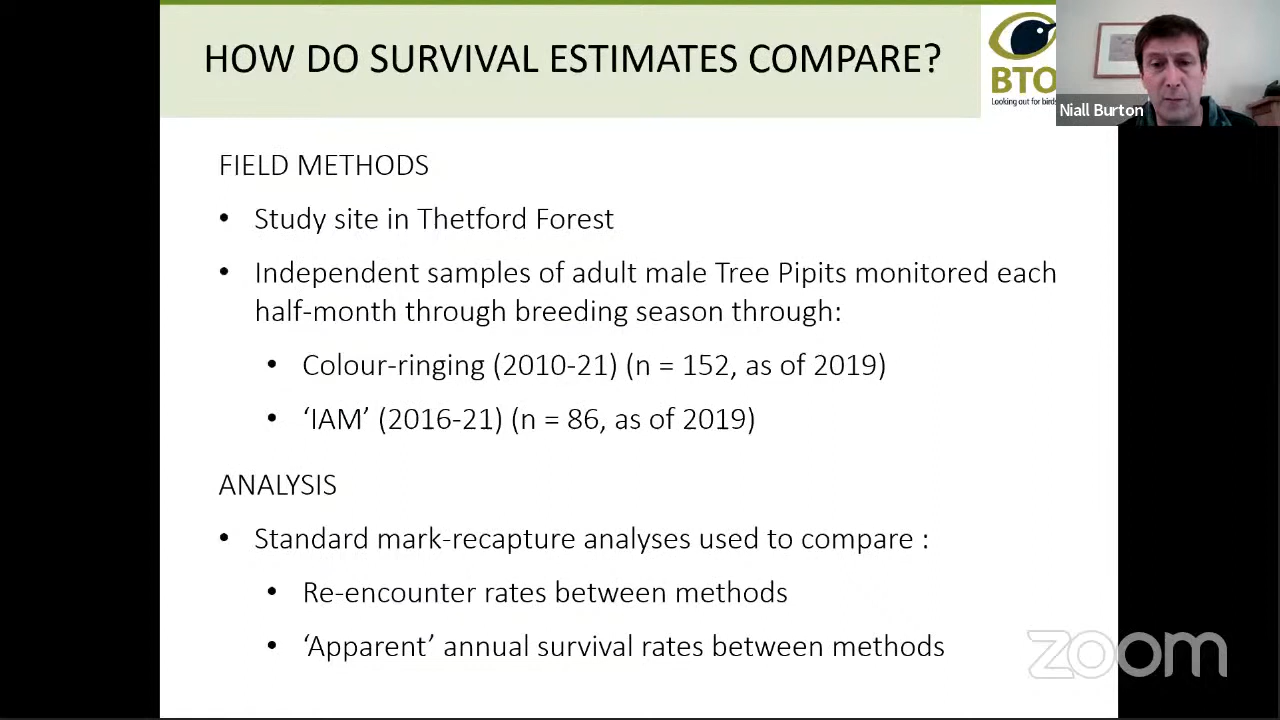 HOW DO SURVIVAL ESTIMATES COMPARE?
BTO
Looking out for birds
Niall Burton
FIELD METHODS
• Study site in Thetford Forest
• Independent samples of adult male Tree Pipits monitored each
half-month through breeding season through:
• Colour-ringing (2010-21) (n = 152, as of 2019)
• ‘IAM’ (2016-21) (n = 86, as of 2019)
ANALYSIS
• Standard mark-recapture analyses used to compare :
• Re-encounter rates between methods
• ‘Apparent’ annual survival rates between methods
zoom